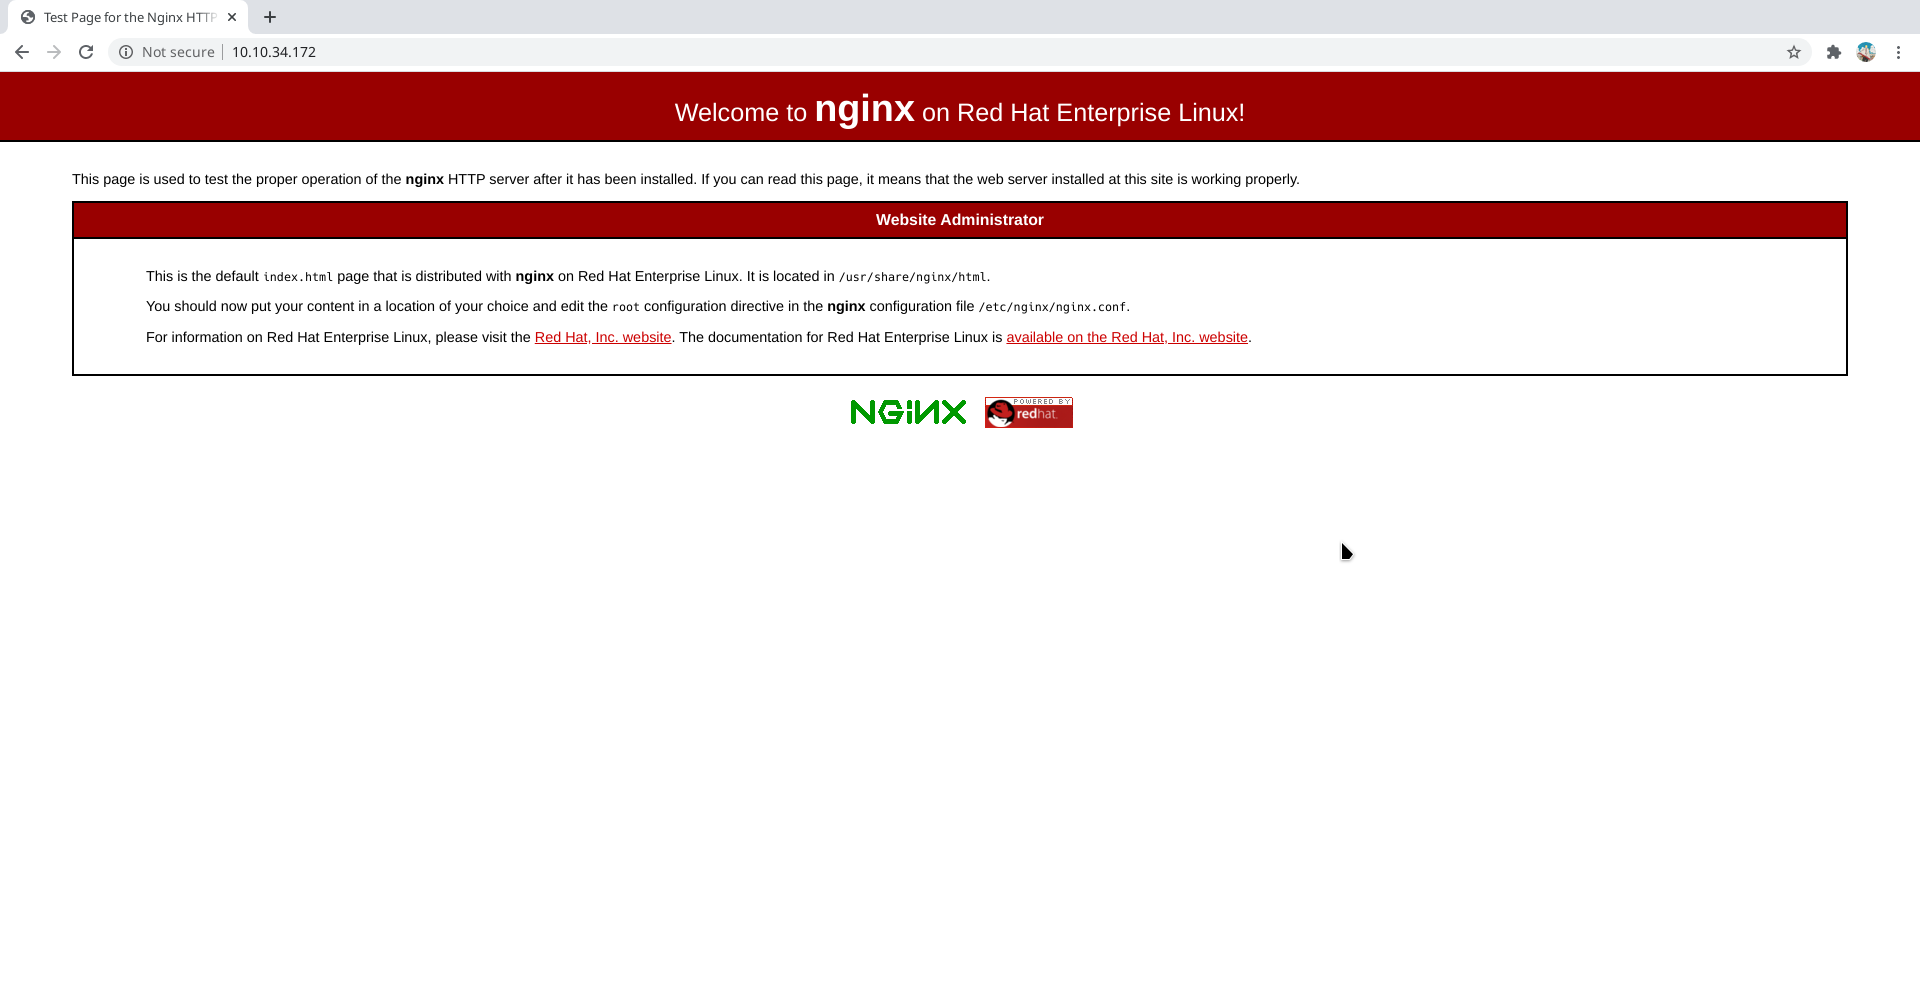 Test Page for the Nginx HTTP
Not secure 10.10.34.172
Welcome to nginx on Red Hat Enterprise Linux!
This page is used to test the proper operation of the nginx HTTP server after it has been installed. If you can read this page, it means that the web server installed at this site is working properly.
Website Administrator
This is the default index.html page that is distributed with nginx on Red Hat Enterprise Linux. It is located in /usr/share/nginx/html.
You should now put your content in a location of your choice and edit the root configuration directive in the nginx configuration file /etc/nginx/nginx.conf.
For information on Red Hat Enterprise Linux, please visit the Red Hat, Inc. website. The documentation for Red Hat Enterprise Linux is available on the Red Hat, Inc. website.
NGiNX
POWERED BY
redhat.